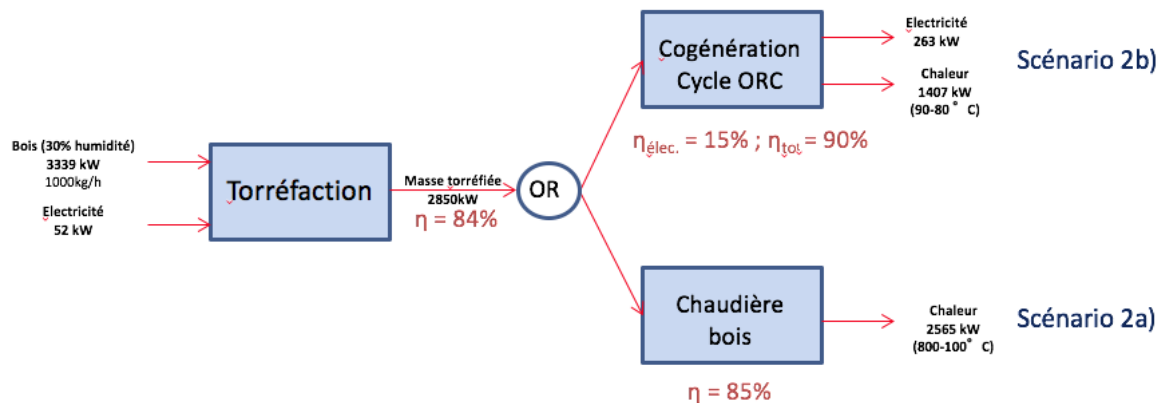 Bois (30% humidité)
3339 kW
1000kg/h
Electricité
52 kW
Torréfaction
Masse torréfiée
2850kW
η = 84%
OR
Cogénération
Cycle ORC
ηélec. = 15% ; ηtot = 90%
Electricité
263 kW
Chaleur
1407 kW
(90-80° C)
Scénario 2b)
Chaudière
bois
η = 85%
Chaleur
2565 kW
(800-100° C)
Scénario 2a)